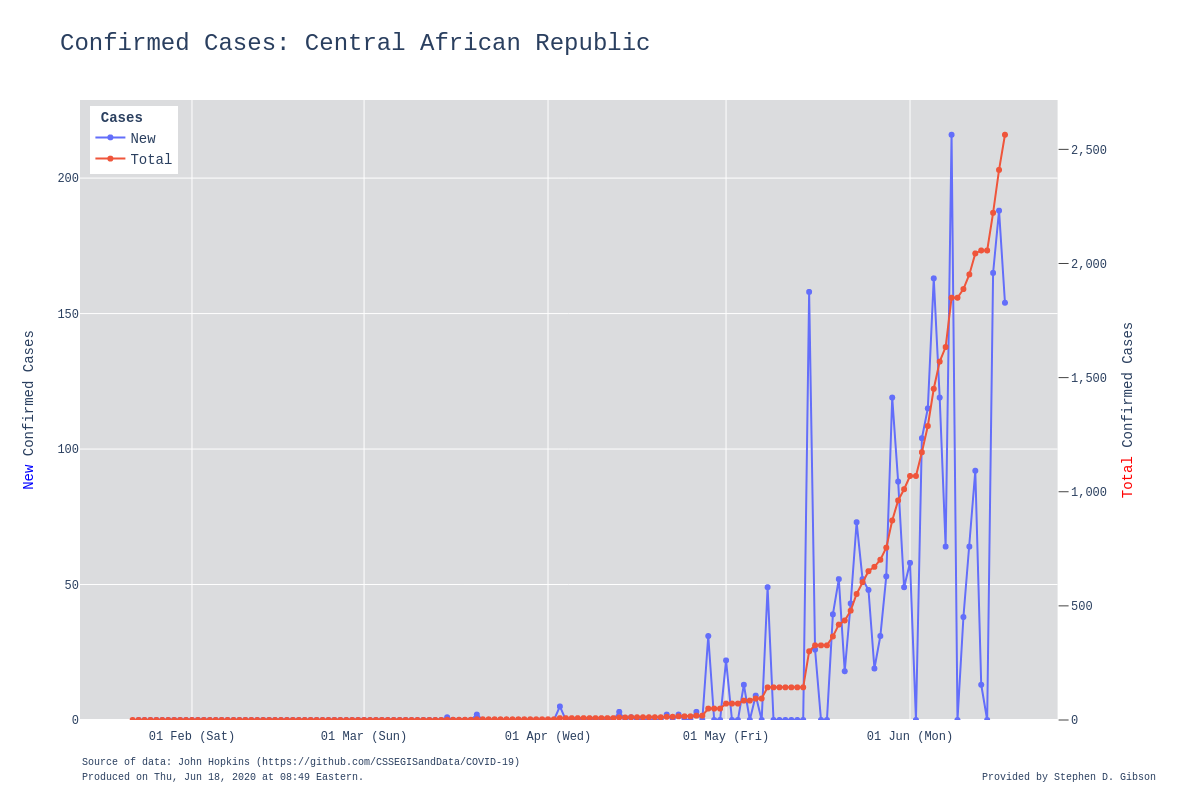 Confirmed Cases: Central African Republic
Cases
New
Total
200
150
100
50
0
2,500
2,000
1,500
1,000
500
0
New Confirmed Cases
Total Confirmed Cases
01 Feb (Sat)
01 Mar (Sun)
01 Apr (Wed)
01 May (Fri)
01 Jun (Mon)
Source of data: John Hopkins (https://github.com/CSSEGISandData/COVID-19)
Produced on Thu, Jun 18, 2020 at 08:49 Eastern.
Provided by Stephen D. Gibson